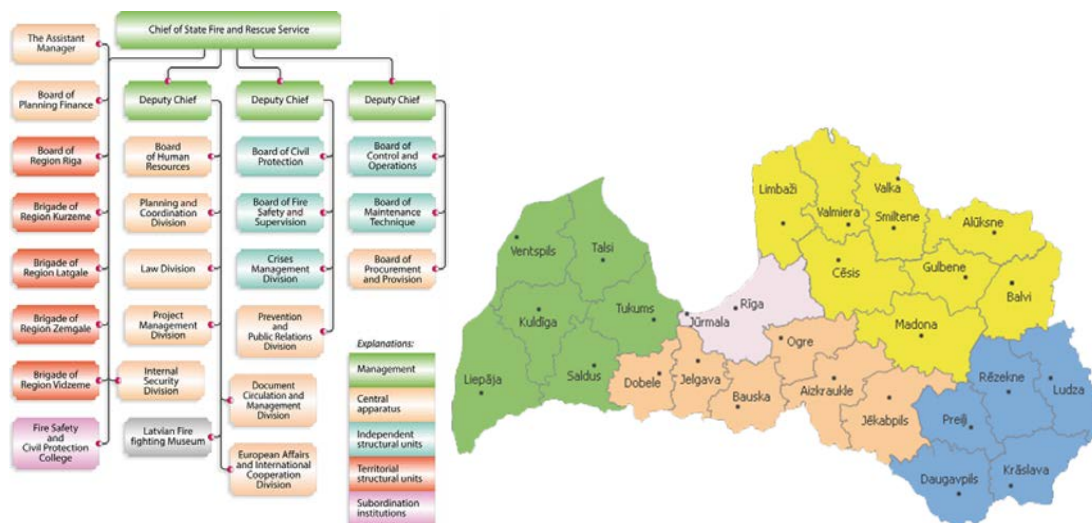 Chief of State Fire and Rescue Service
The Assistant
Manager
Board of
Planning Finance
Board of
Region Riga
Brigade of
Region Kurzeme
Brigade of
Region Latgale
Brigade of
Region Zemgale
Brigade of
Region Vidzeme
Fire Safety
and
Civil Protection
College
Deputy Chief
Board
of Human
Resources
Planning and
Coordination
Division
Law Division
Project
Management
Division
Internal
Security
Division
Latvian Fire
fighting Museum
Document
Circulation and
Management
Division
European Affairs
and International
Cooperation
Division
Deputy Chief
Board of Civil
Protection
Board of Fire
Safety and
Supervision
Crises
Management
Division
Prevention
and
Public Relations
Division
Deputy Chief
Board of
Control and
Operations
Board of
Maintenance
Technique
Board of
Procurement
and Provision
Explanations:
Management
Central
apparatus
Independent
structural units
Territorial
structural units
Subordination
institutions
Ventspils
Talsi
Kuldīga
Tukums
Liepāja
Saldus
Jūrmala
Rīga
Limbaži
Valka
Valmiera
Smiltene
Alūksne
Cēsis
Gulbene
Balvi
Madona
Ogre
Dobele
Jelgava
Bauska
Aizkraukle
Jēkabpils
Rēzekne
Ludza
Preiļi
Daugavpils
Krāslava